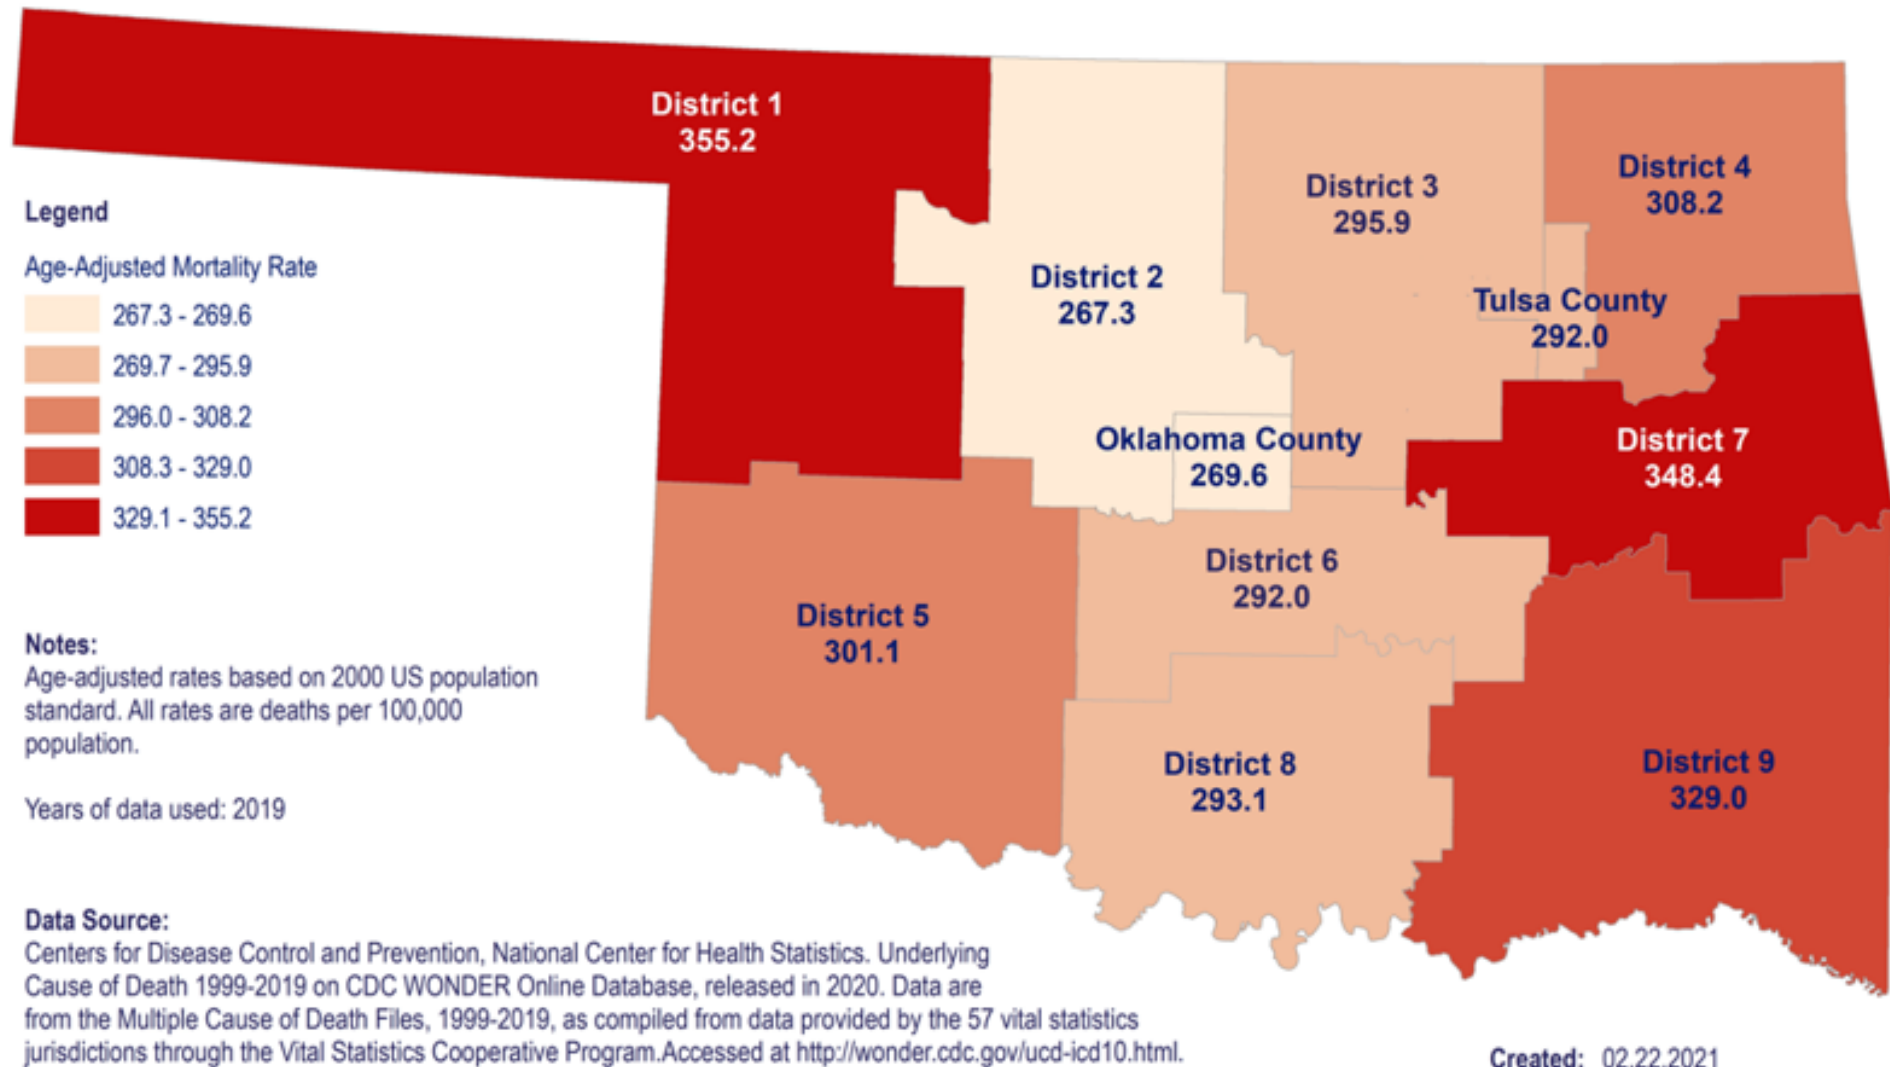 District 1
355.2
District 2
267.3
District 3
295.9
District 4
308.2
Tulsa County
292.0
Oklahoma County
269.6
District 7
348.4
District 6
292.0
District 5
301.1
District 8
293.1
District 9
329.0
Legend
Age-Adjusted Mortality Rate
267.3 - 269.6
269.7 - 295.9
296.0 - 308.2
308.3 - 329.0
329.1 - 355.2
Notes:
Age-adjusted rates based on 2000 US population
standard. All rates are deaths per 100,000
population.
Years of data used: 2019
Data Source:
Centers for Disease Control and Prevention, National Center for Health Statistics. Underlying
Cause of Death 1999-2019 on CDC WONDER Online Database, released in 2020. Data are
from the Multiple Cause of Death Files, 1999-2019, as compiled from data provided by the 57 vital statistics
jurisdictions through the Vital Statistics Cooperative Program.Accessed at http://wonder.cdc.gov/ucd-icd10.html.
Created: 02.22.2021